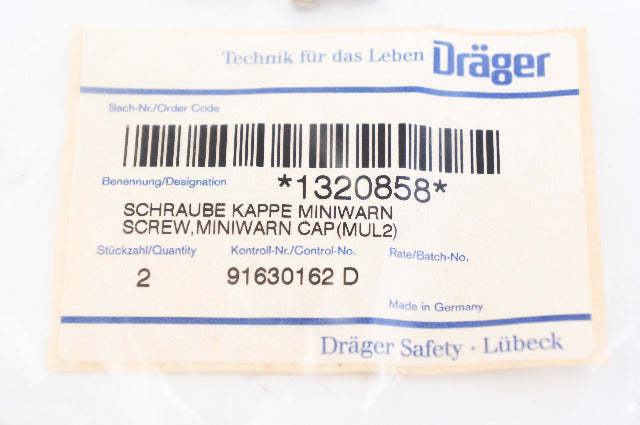 Technik für das Leben Dräger
Sach-Nr./Order Code
Benennung/Designation *1320858*
SCHRAUBE KAPPE MINIWARN
SCREW,MINIWARN CAP(MUL2)
Stückzahl/Quantity Kontroll-Nr./Control-No. Rate/Batch-No.
2 91630162 D
Made in Germany
Dräger Safety · Lübeck